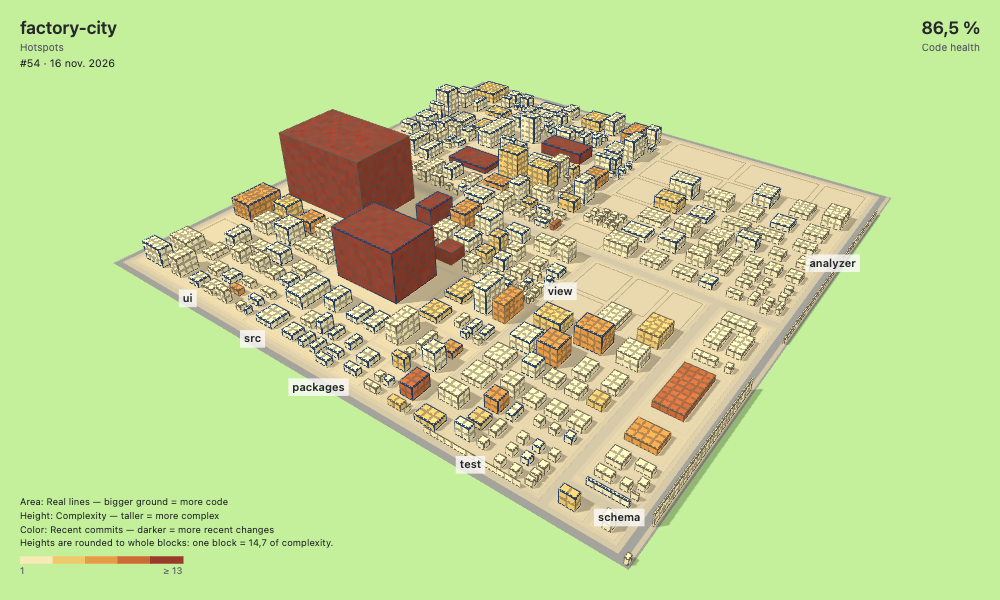 factory-city
Hotspots
#54 · 16 nov. 2026
86,5 %
Code health
analyzer
view
ui
src
packages
test
schema
Area: Real lines — bigger ground = more code
Height: Complexity — taller = more complex
Color: Recent commits — darker = more recent changes
Heights are rounded to whole blocks: one block = 14,7 of complexity.
1
≥ 13